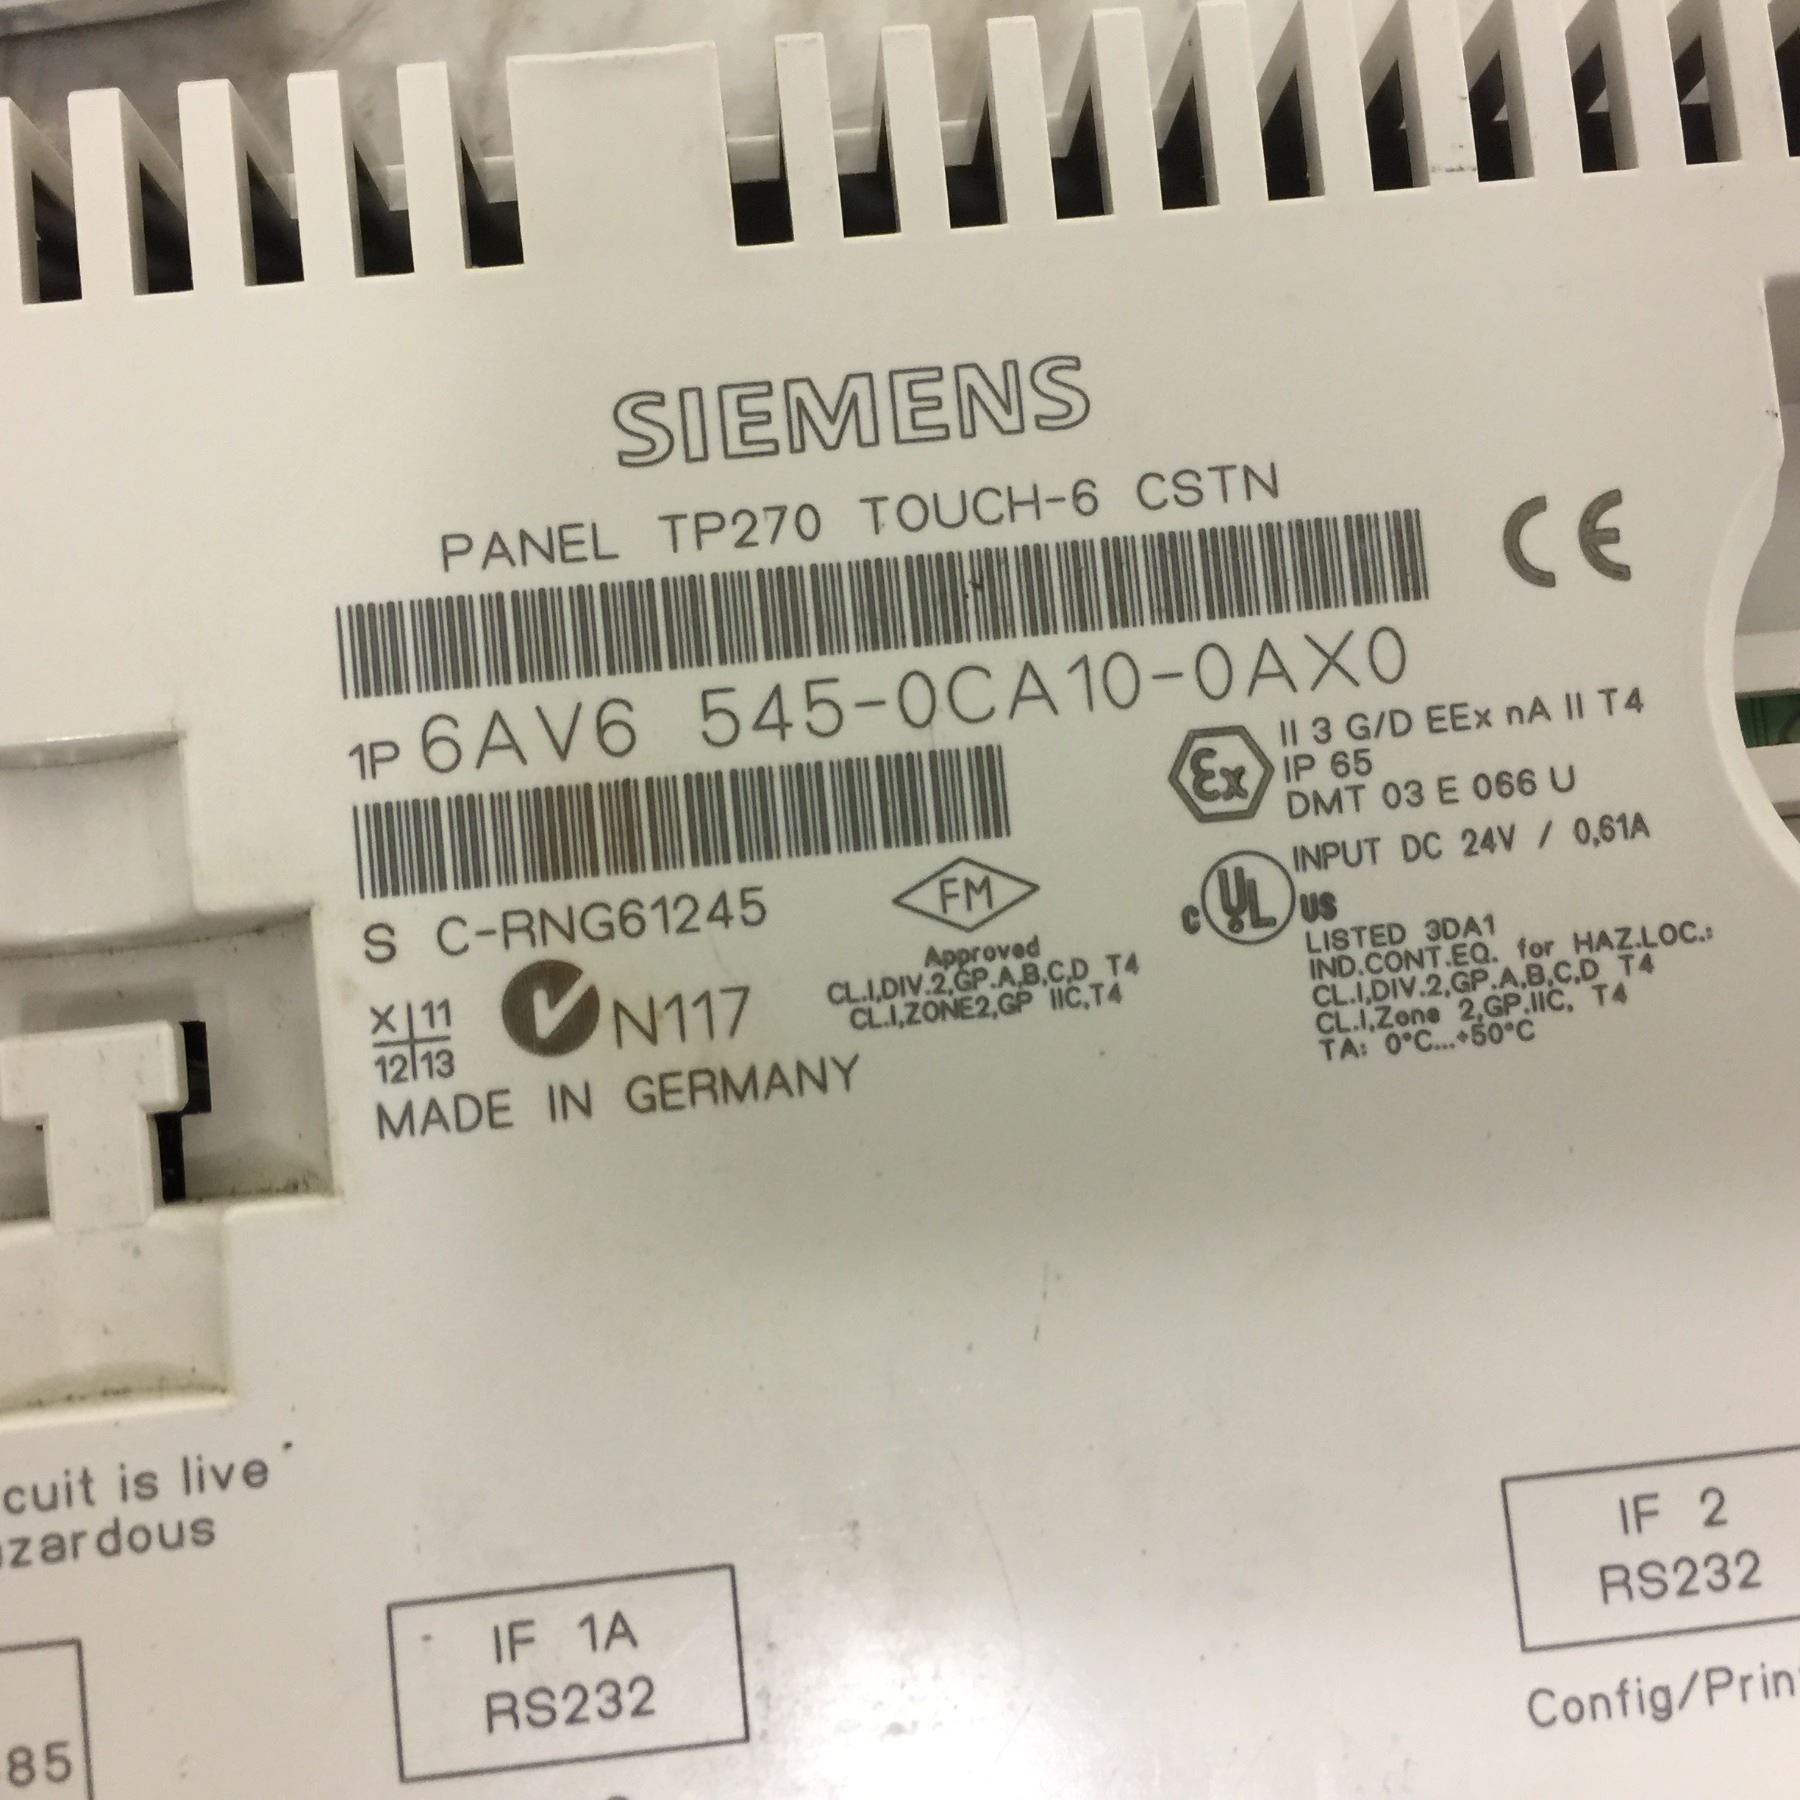 SIEMENS
PANEL TP270 TOUCH-6 CSTN
CE
1P 6AV6 545-0CA10-0AX0
Ex
II 3 G/D EEx nA II T4
IP 65
DMT 03 E 066 U
INPUT DC 24V / 0,61A
S C-RNG61245
FM
Approved
CL.I,DIV.2,GP.A,B,C,D T4
CL.I,ZONE2,GP IIC,T4
C UL US
LISTED 3DA1
IND.CONT.EQ. for HAZ.LOC.:
CL.I,DIV.2,GP.A,B,C,D T4
CL.I,Zone 2,GP.IIC, T4
TA: 0°C...+50°C
X 11
12 13
N117
MADE IN GERMANY
cuit is live
zardous
IF 1A
RS232
IF 2
RS232
Config/Prin
85